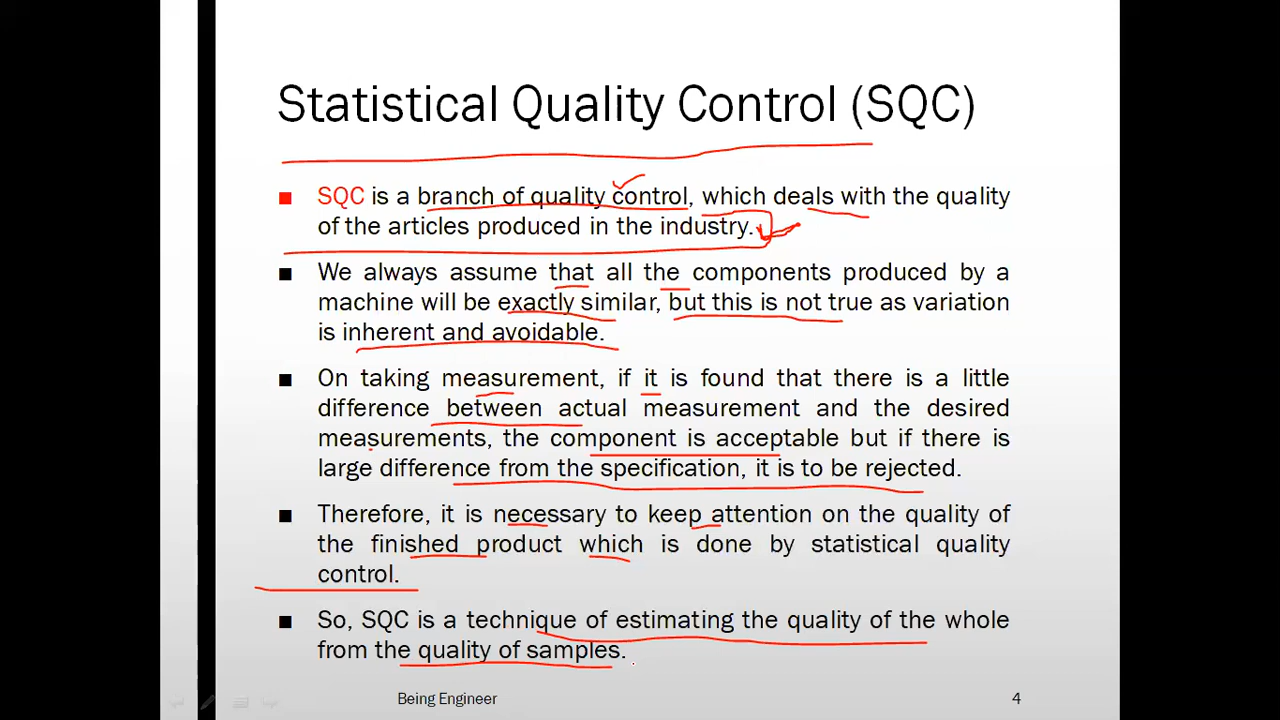 Statistical Quality Control (SQC)
SQC is a branch of quality control, which deals with the quality
of the articles produced in the industry.
We always assume that all the components produced by a
machine will be exactly similar, but this is not true as variation
is inherent and avoidable.
On taking measurement, if it is found that there is a little
difference between actual measurement and the desired
measurements, the component is acceptable but if there is
large difference from the specification, it is to be rejected.
Therefore, it is necessary to keep attention on the quality of
the finished product which is done by statistical quality
control.
So, SQC is a technique of estimating the quality of the whole
from the quality of samples.
Being Engineer
4